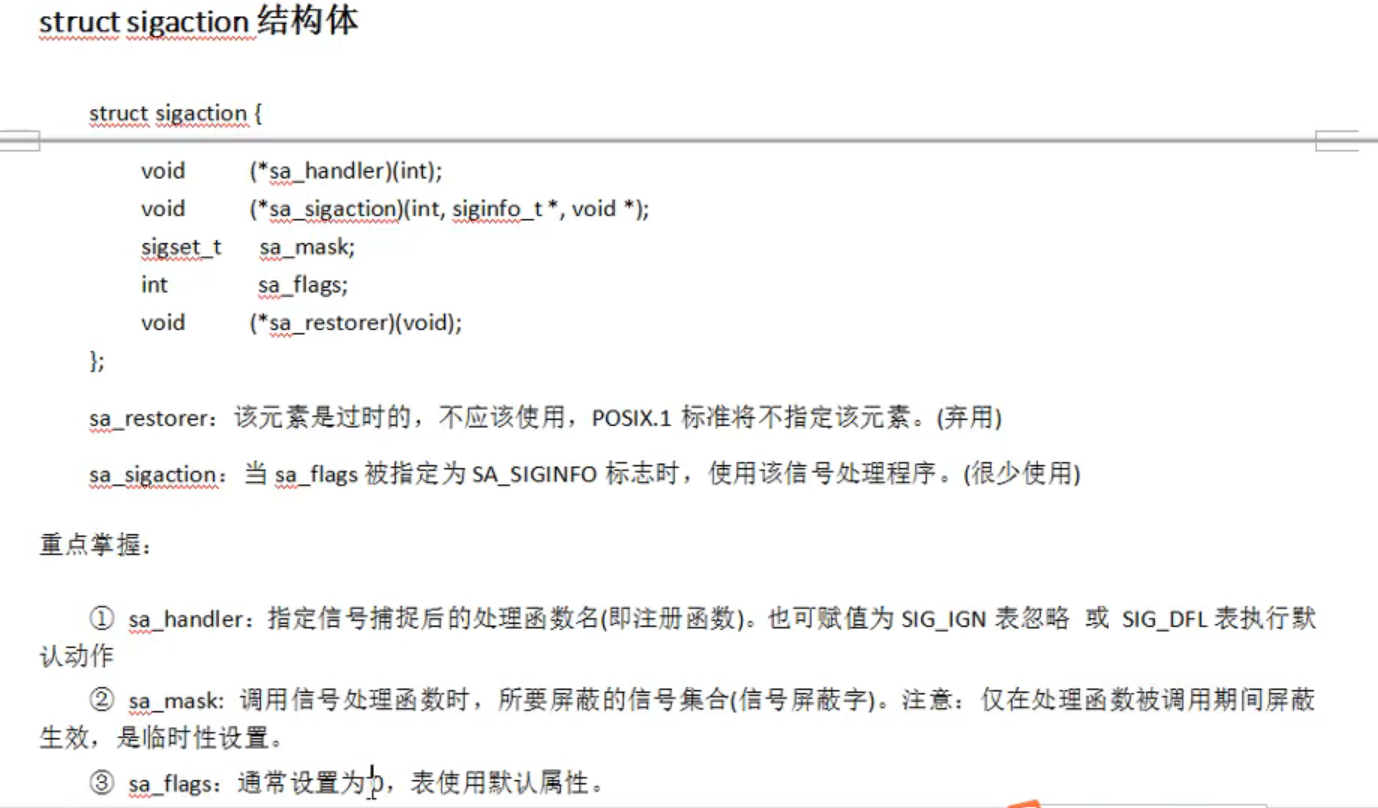 struct sigaction 结构体
struct sigaction {
void (*sa_handler)(int);
void (*sa_sigaction)(int, siginfo_t *, void *);
sigset_t sa_mask;
int sa_flags;
void (*sa_restorer)(void);
};
sa_restorer：该元素是过时的，不应该使用，POSIX.1 标准将不指定该元素。(弃用)
sa_sigaction：当 sa_flags 被指定为 SA_SIGINFO 标志时，使用该信号处理程序。(很少使用)
重点掌握：
① sa_handler：指定信号捕捉后的处理函数名(即注册函数)。也可赋值为 SIG_IGN 表忽略 或 SIG_DFL 表执行默
认动作
② sa_mask: 调用信号处理函数时，所要屏蔽的信号集合(信号屏蔽字)。注意：仅在处理函数被调用期间屏蔽
生效，是临时性设置。
③ sa_flags：通常设置为 0，表使用默认属性。